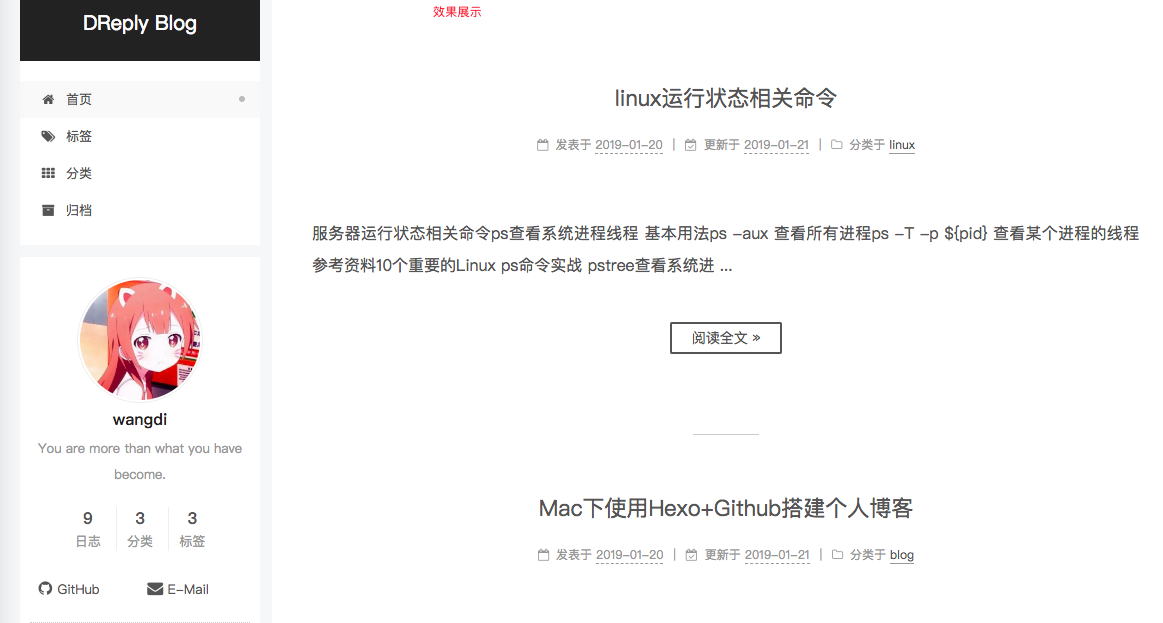 DReply Blog
首页
标签
分类
归档
wangdi
You are more than what you have
become.
9 3 3
日志 分类 标签
GitHub E-Mail
效果展示
linux运行状态相关命令
发表于 2019-01-20 | 更新于 2019-01-21 | 分类于 linux
服务器运行状态相关命令ps查看系统进程线程 基本用法ps -aux 查看所有进程ps -T -p ${pid} 查看某个进程的线程
参考资料10个重要的Linux ps命令实战 pstree查看系统进 ...
阅读全文 »
Mac下使用Hexo+Github搭建个人博客
发表于 2019-01-20 | 更新于 2019-01-21 | 分类于 blog